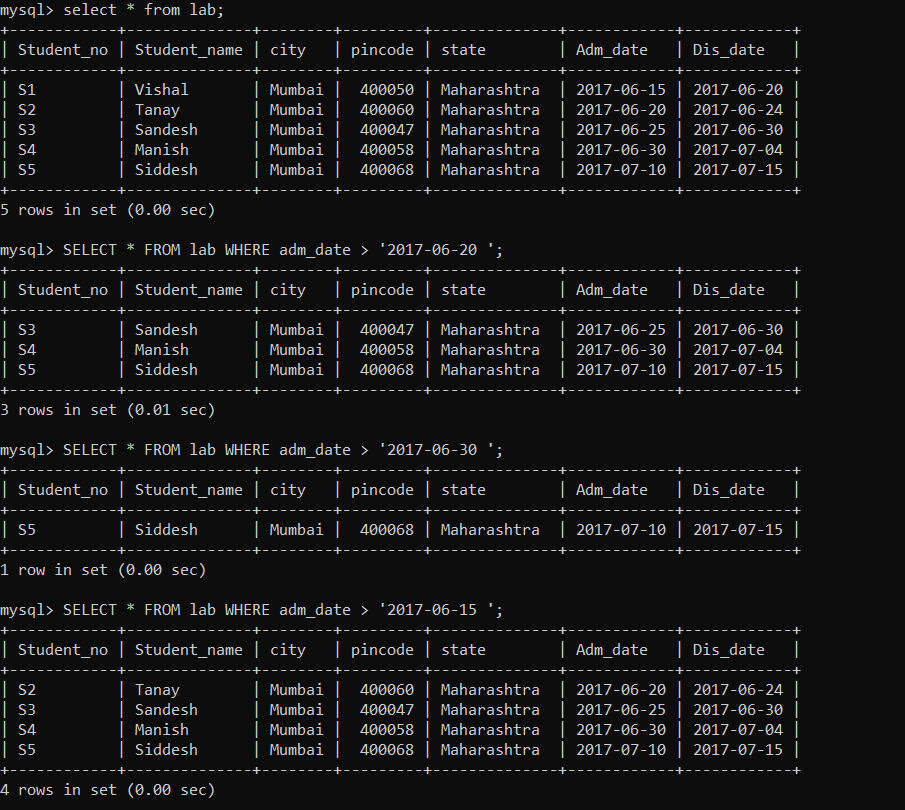 mysql> select * from lab;
+------------+--------------+--------+---------+-------------+------------+------------+
| Student_no | Student_name | city   | pincode | state       | Adm_date   | Dis_date   |
+------------+--------------+--------+---------+-------------+------------+------------+
| S1         | Vishal       | Mumbai |  400050 | Maharashtra | 2017-06-15 | 2017-06-20 |
| S2         | Tanay        | Mumbai |  400060 | Maharashtra | 2017-06-20 | 2017-06-24 |
| S3         | Sandesh      | Mumbai |  400047 | Maharashtra | 2017-06-25 | 2017-06-30 |
| S4         | Manish       | Mumbai |  400058 | Maharashtra | 2017-06-30 | 2017-07-04 |
| S5         | Siddesh      | Mumbai |  400068 | Maharashtra | 2017-07-10 | 2017-07-15 |
+------------+--------------+--------+---------+-------------+------------+------------+
5 rows in set (0.00 sec)

mysql> SELECT * FROM lab WHERE adm_date > '2017-06-20 ';
+------------+--------------+--------+---------+-------------+------------+------------+
| Student_no | Student_name | city   | pincode | state       | Adm_date   | Dis_date   |
+------------+--------------+--------+---------+-------------+------------+------------+
| S3         | Sandesh      | Mumbai |  400047 | Maharashtra | 2017-06-25 | 2017-06-30 |
| S4         | Manish       | Mumbai |  400058 | Maharashtra | 2017-06-30 | 2017-07-04 |
| S5         | Siddesh      | Mumbai |  400068 | Maharashtra | 2017-07-10 | 2017-07-15 |
+------------+--------------+--------+---------+-------------+------------+------------+
3 rows in set (0.01 sec)

mysql> SELECT * FROM lab WHERE adm_date > '2017-06-30 ';
+------------+--------------+--------+---------+-------------+------------+------------+
| Student_no | Student_name | city   | pincode | state       | Adm_date   | Dis_date   |
+------------+--------------+--------+---------+-------------+------------+------------+
| S5         | Siddesh      | Mumbai |  400068 | Maharashtra | 2017-07-10 | 2017-07-15 |
+------------+--------------+--------+---------+-------------+------------+------------+
1 row in set (0.00 sec)

mysql> SELECT * FROM lab WHERE adm_date > '2017-06-15 ';
+------------+--------------+--------+---------+-------------+------------+------------+
| Student_no | Student_name | city   | pincode | state       | Adm_date   | Dis_date   |
+------------+--------------+--------+---------+-------------+------------+------------+
| S2         | Tanay        | Mumbai |  400060 | Maharashtra | 2017-06-20 | 2017-06-24 |
| S3         | Sandesh      | Mumbai |  400047 | Maharashtra | 2017-06-25 | 2017-06-30 |
| S4         | Manish       | Mumbai |  400058 | Maharashtra | 2017-06-30 | 2017-07-04 |
| S5         | Siddesh      | Mumbai |  400068 | Maharashtra | 2017-07-10 | 2017-07-15 |
+------------+--------------+--------+---------+-------------+------------+------------+
4 rows in set (0.00 sec)